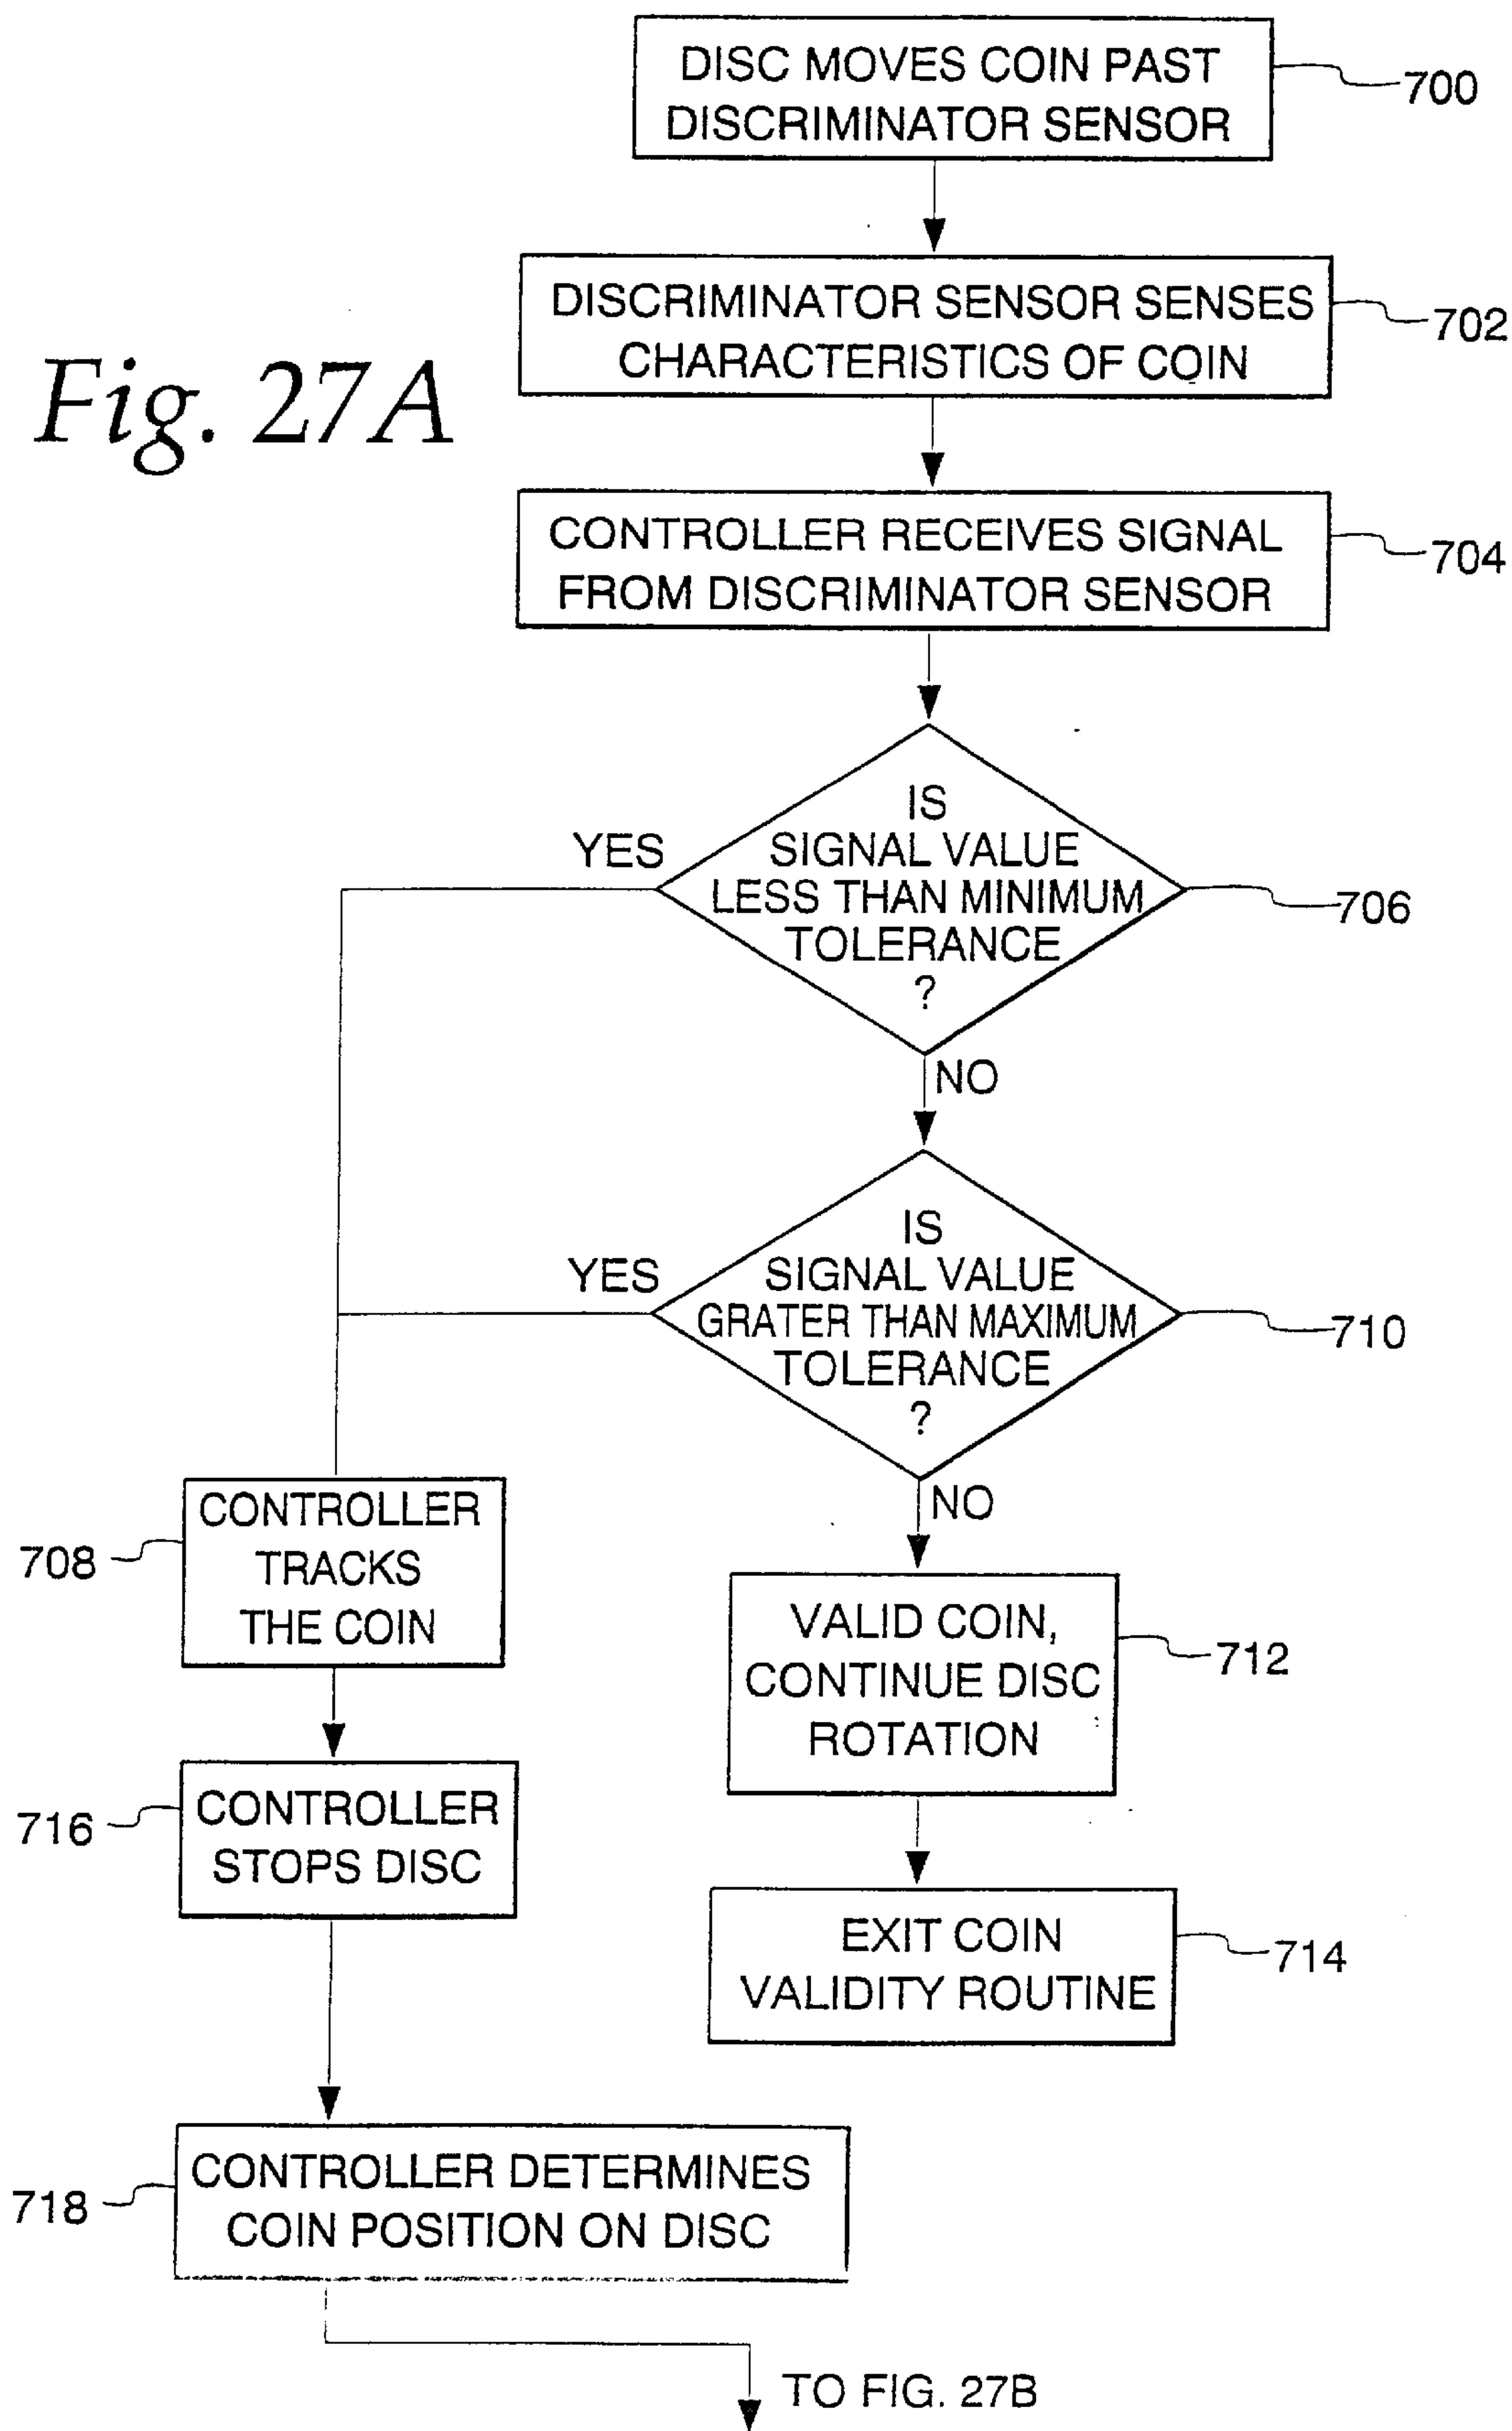 Fig. 27A
DISC MOVES COIN PAST
DISCRIMINATOR SENSOR
700
DISCRIMINATOR SENSOR SENSES
CHARACTERISTICS OF COIN
702
CONTROLLER RECEIVES SIGNAL
FROM DISCRIMINATOR SENSOR
704
IS
SIGNAL VALUE
LESS THAN MINIMUM
TOLERANCE
?
706
YES
NO
IS
SIGNAL VALUE
GRATER THAN MAXIMUM
TOLERANCE
?
710
YES
NO
CONTROLLER
TRACKS
THE COIN
708
VALID COIN,
CONTINUE DISC
ROTATION
712
CONTROLLER
STOPS DISC
716
EXIT COIN
VALIDITY ROUTINE
714
CONTROLLER DETERMINES
COIN POSITION ON DISC
718
TO FIG. 27B